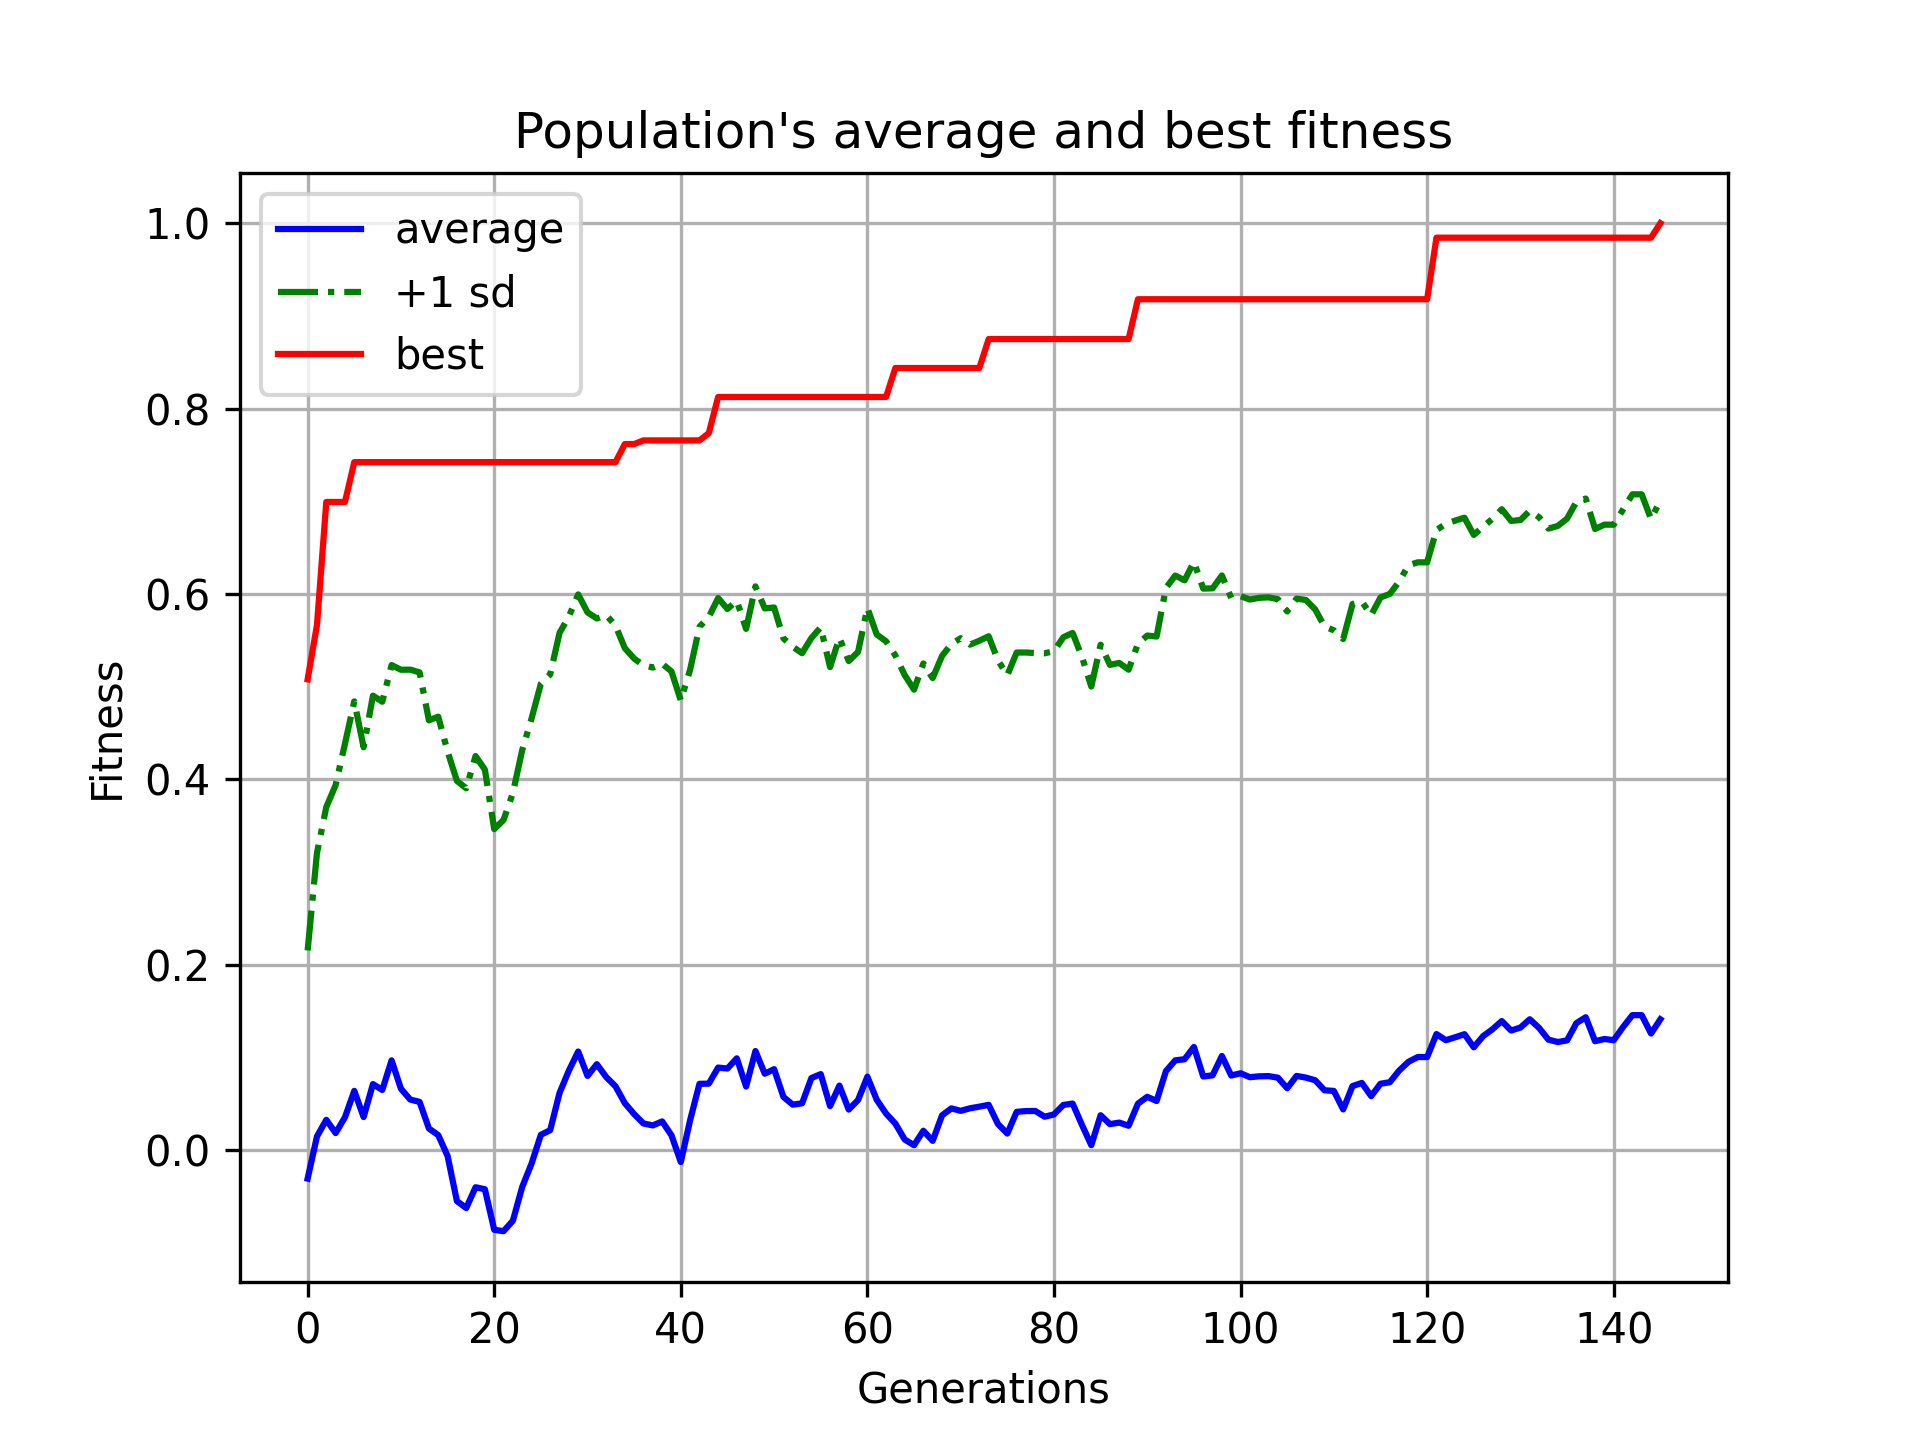 Population's average and best fitness
average
+1 sd
best
1.0
0.8
0.6
0.4
0.2
0.0
Fitness
0 20 40 60 80 100 120 140
Generations